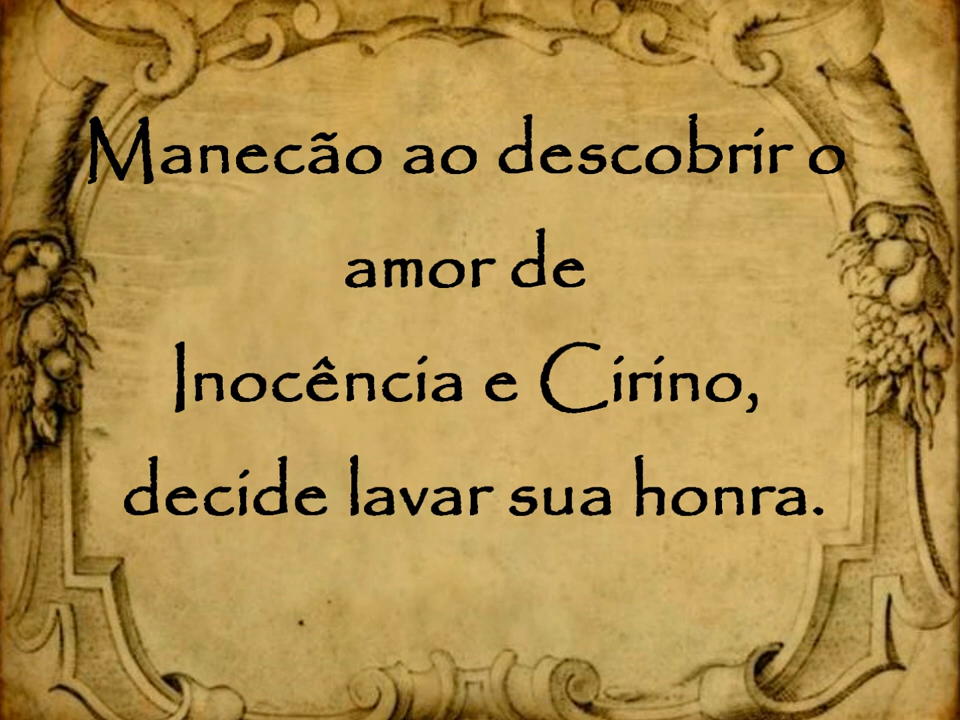 Manecão ao descobrir o
amor de
Inocência e Cirino,
decide lavar sua honra.